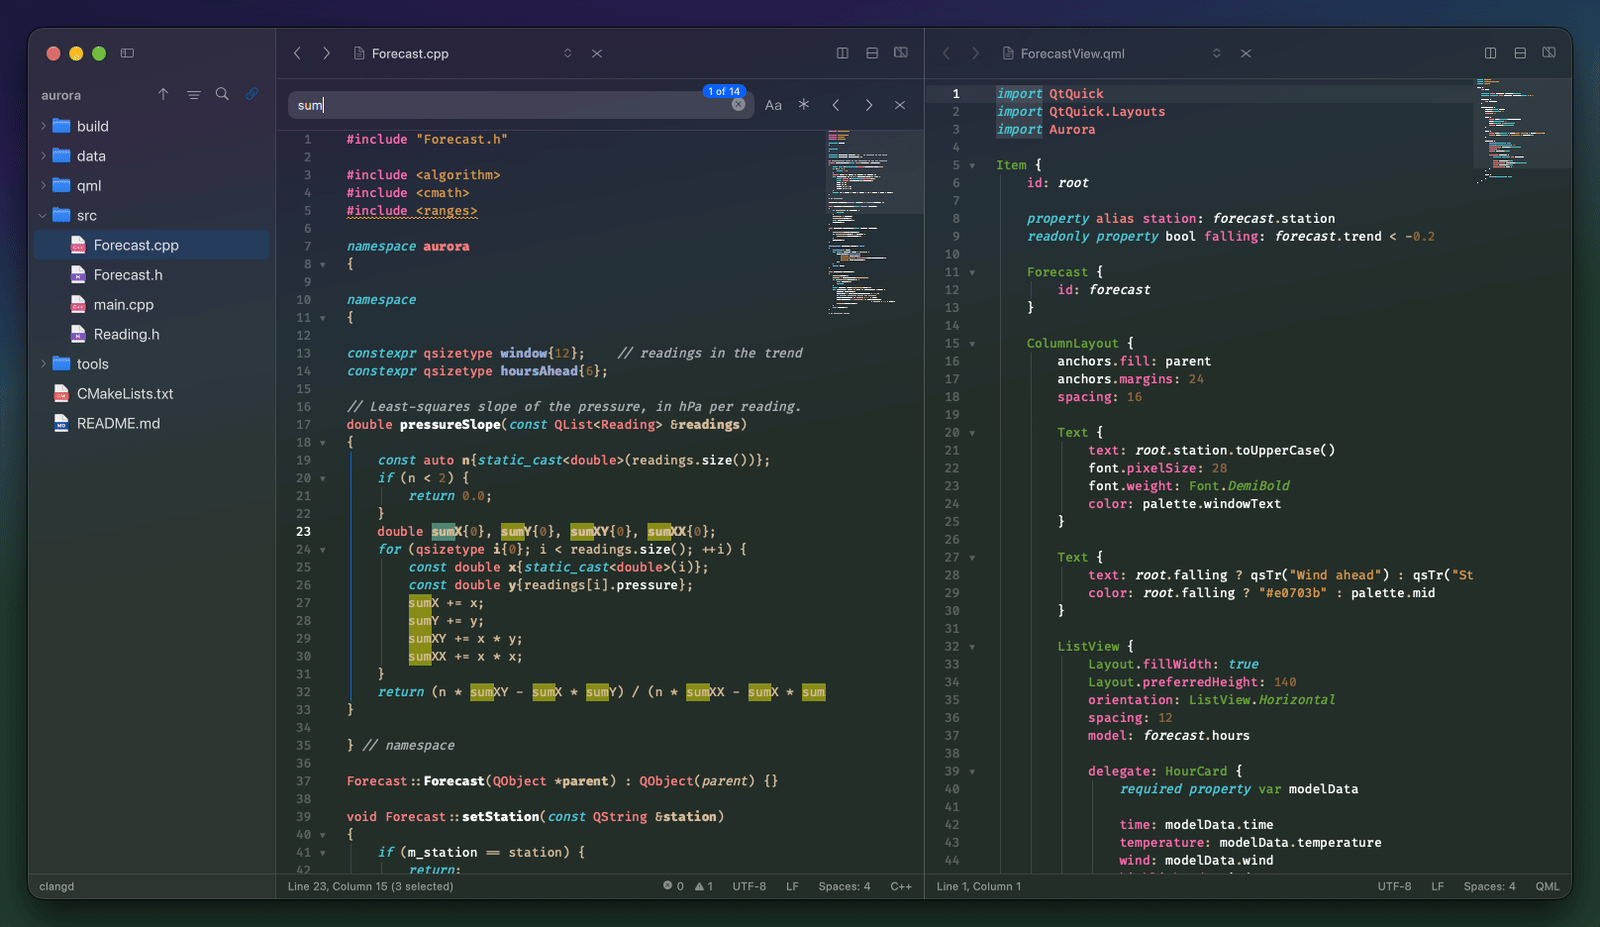 aurora
build
data
qml
src
Forecast.cpp
Forecast.h
main.cpp
Reading.h
tools
CMakeLists.txt
README.md
clangd
Forecast.cpp
sum
1 of 14
Aa
1 #include "Forecast.h"
2
3 #include <algorithm>
4 #include <cmath>
5 #include <ranges>
6
7 namespace aurora
8 {
9
10 namespace
11 {
12
13 constexpr qsizetype window{12};    // readings in the trend
14 constexpr qsizetype hoursAhead{6};
15
16 // Least-squares slope of the pressure, in hPa per reading.
17 double pressureSlope(const QList<Reading> &readings)
18 {
19     const auto n{static_cast<double>(readings.size())};
20     if (n < 2) {
21         return 0.0;
22     }
23     double sumX{0}, sumY{0}, sumXY{0}, sumXX{0};
24     for (qsizetype i{0}; i < readings.size(); ++i) {
25         const double x{static_cast<double>(i)};
26         const double y{readings[i].pressure};
27         sumX += x;
28         sumY += y;
29         sumXY += x * y;
30         sumXX += x * x;
31     }
32     return (n * sumXY - sumX * sumY) / (n * sumXX - sumX * sum
33 }
34
35 } // namespace
36
37 Forecast::Forecast(QObject *parent) : QObject(parent) {}
38
39 void Forecast::setStation(const QString &station)
40 {
41     if (m_station == station) {
42         return;
Line 23, Column 15 (3 selected)
0
1
UTF-8
LF
Spaces: 4
C++
ForecastView.qml
1 import QtQuick
2 import QtQuick.Layouts
3 import Aurora
4
5 Item {
6     id: root
7
8     property alias station: forecast.station
9     readonly property bool falling: forecast.trend < -0.2
10
11     Forecast {
12         id: forecast
13     }
14
15     ColumnLayout {
16         anchors.fill: parent
17         anchors.margins: 24
18         spacing: 16
19
20         Text {
21             text: root.station.toUpperCase()
22             font.pixelSize: 28
23             font.weight: Font.DemiBold
24             color: palette.windowText
25         }
26
27         Text {
28             text: root.falling ? qsTr("Wind ahead") : qsTr("St
29             color: root.falling ? "#e0703b" : palette.mid
30         }
31
32         ListView {
33             Layout.fillWidth: true
34             Layout.preferredHeight: 140
35             orientation: ListView.Horizontal
36             spacing: 12
37             model: forecast.hours
38
39             delegate: HourCard {
40                 required property var modelData
41
42                 time: modelData.time
43                 temperature: modelData.temperature
44                 wind: modelData.wind
Line 1, Column 1
UTF-8
LF
Spaces: 4
QML